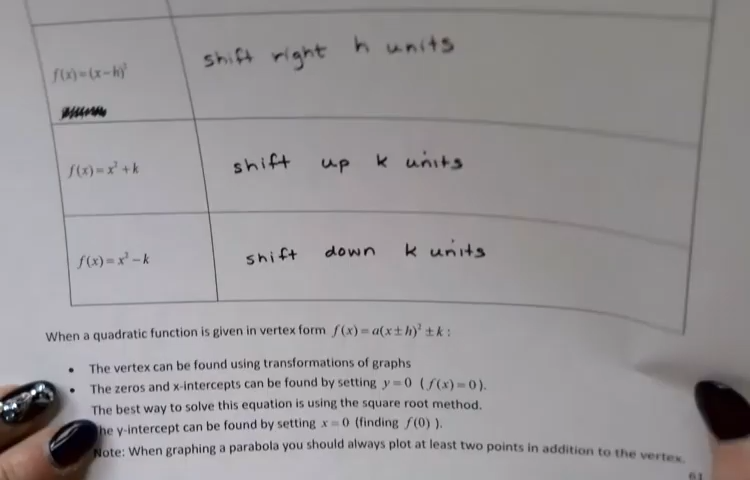 f(x)=(x-h)²
shift right h units
f(x)=x²+k
shift up k units
f(x)=x²-k
shift down k units
When a quadratic function is given in vertex form f(x)=a(x±h)²±k:
• The vertex can be found using transformations of graphs
• The zeros and x-intercepts can be found by setting y=0 (f(x)=0).
The best way to solve this equation is using the square root method.
he y-intercept can be found by setting x=0 (finding f(0)).
Note: When graphing a parabola you should always plot at least two points in addition to the vertex.
61